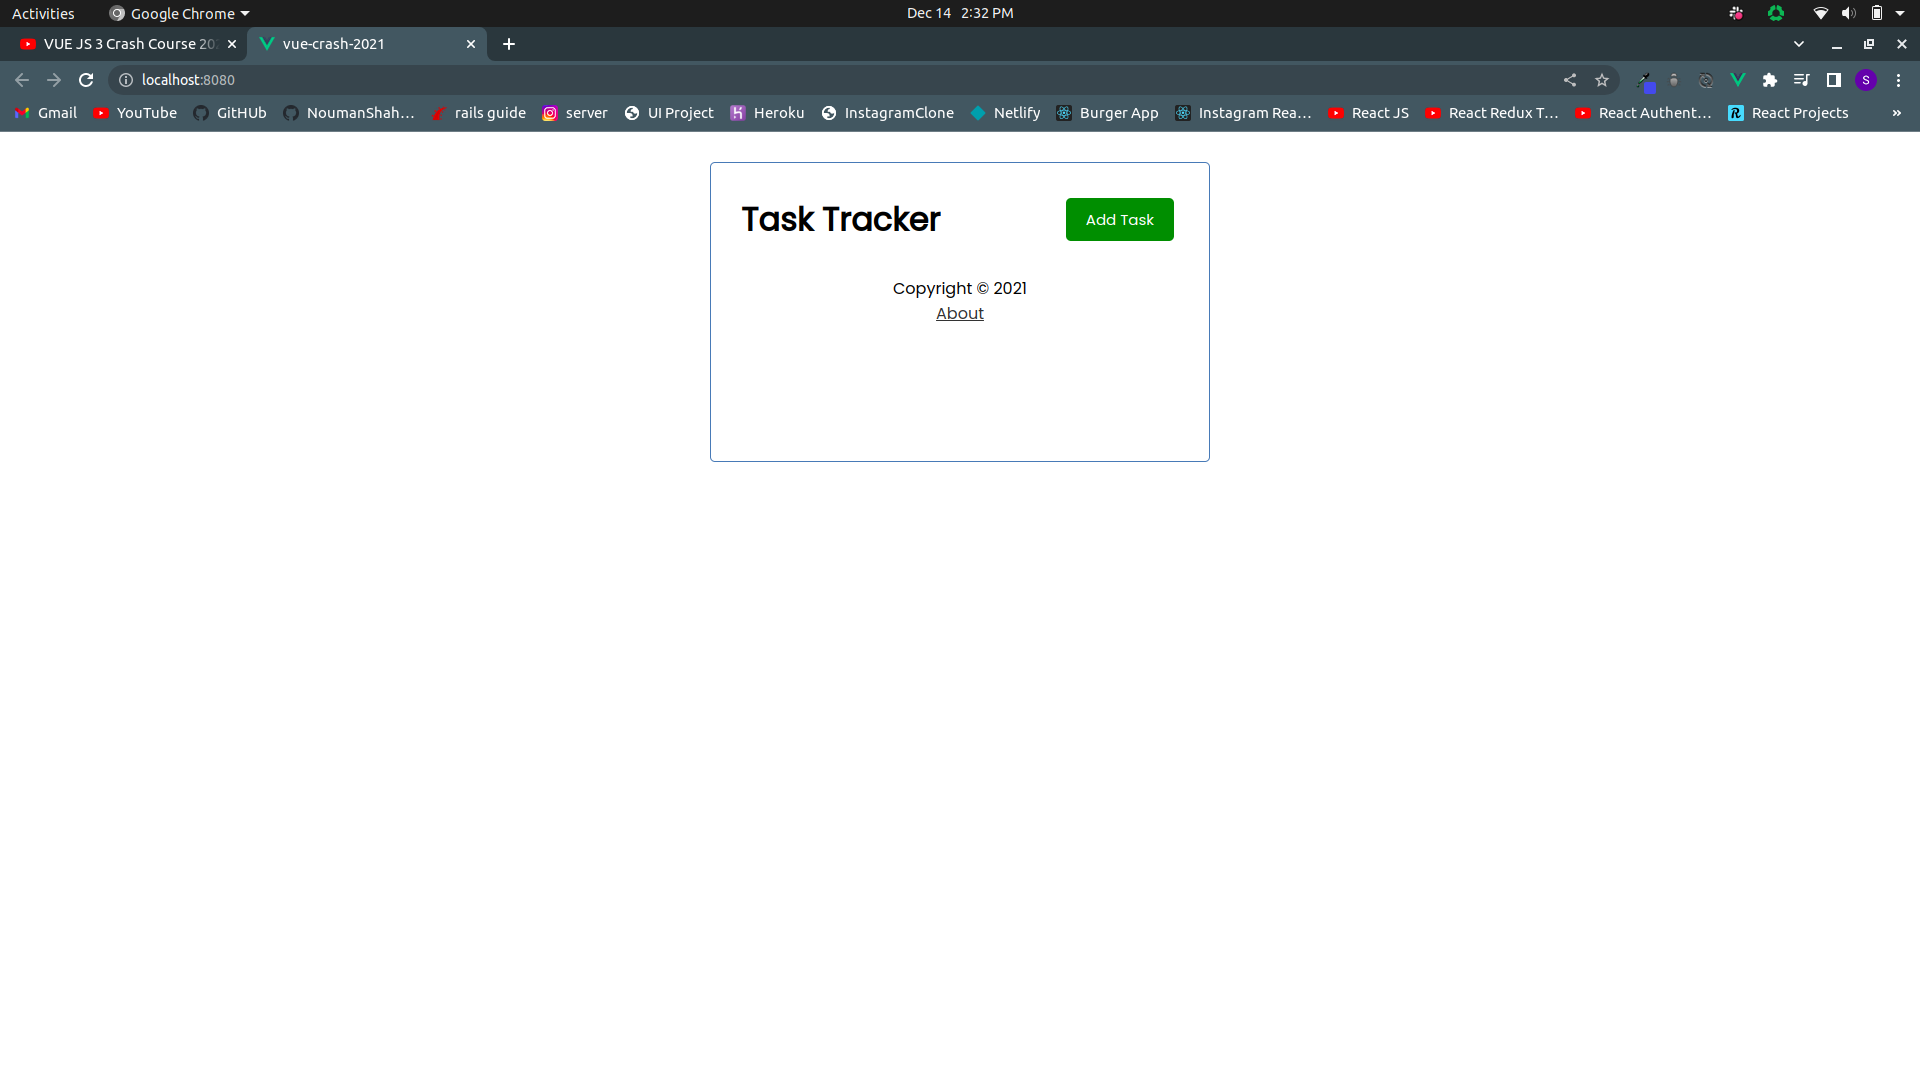 Activities Google Chrome Dec 14 2:32 PM
VUE JS 3 Crash Course 202 vue-crash-2021
localhost:8080 S
Gmail YouTube GitHUb NoumanShah… rails guide server UI Project Heroku InstagramClone Netlify Burger App Instagram Rea… React JS React Redux T… React Authent… React Projects »
Task Tracker Add Task
Copyright © 2021
About